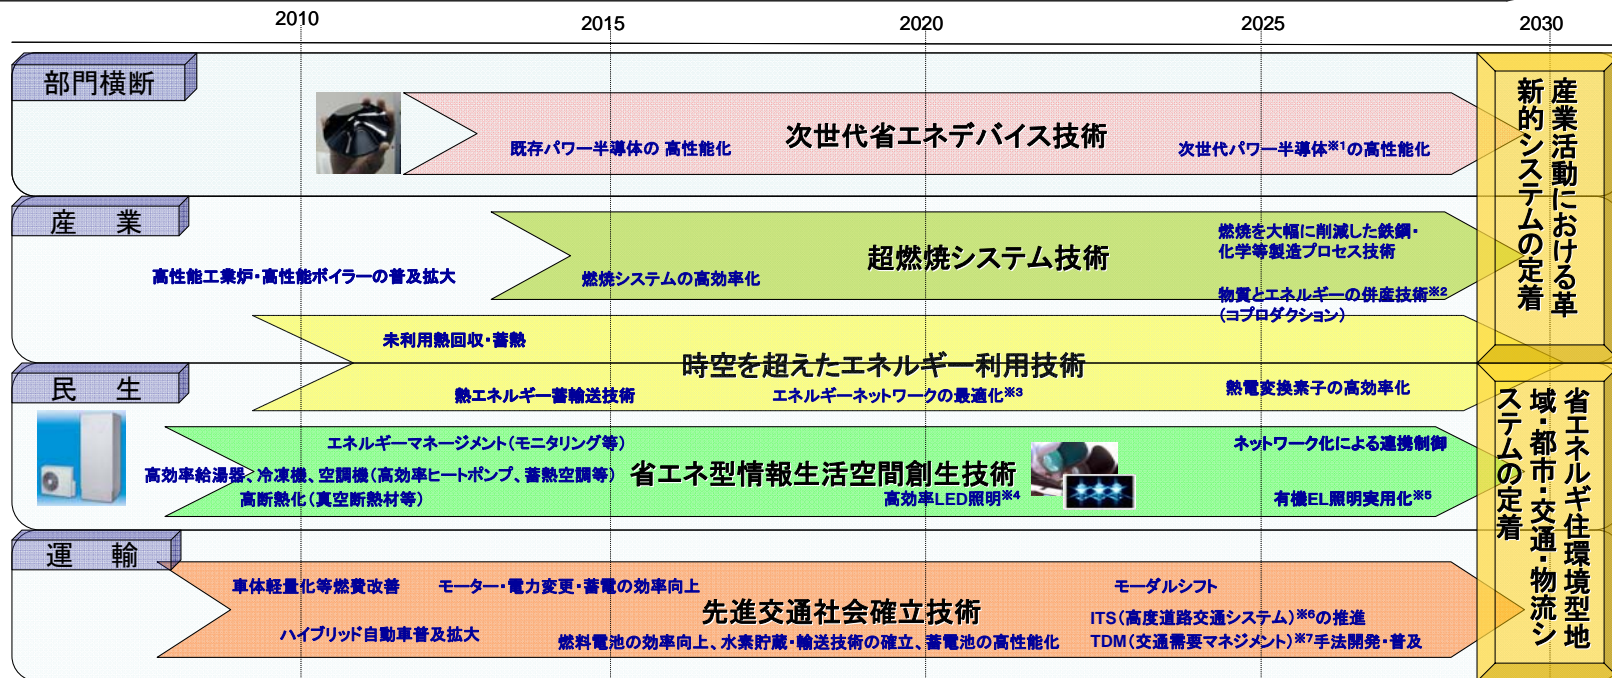 2010
2015
2020
2025
2030
部門横断
次世代省エネデバイス技術
既存パワー半導体の 高性能化
次世代パワー半導体※1の高性能化
産業活動における革
新的システムの定着
産　業
超燃焼システム技術
燃焼を大幅に削減した鉄鋼・
化学等製造プロセス技術
高性能工業炉・高性能ボイラーの普及拡大
燃焼システムの高効率化
物質とエネルギーの併産技術※2
（コプロダクション）
未利用熱回収・蓄熱
時空を超えたエネルギー利用技術
民　生
熱エネルギー蓄輸送技術
エネルギーネットワークの最適化※3
熱電変換素子の高効率化
省エネルギ住環境型地
域・都市・交通・物流シ
ステムの定着
エネルギーマネージメント（モニタリング等）
ネットワーク化による連携制御
高効率給湯器、冷凍機、空調機（高効率ヒートポンプ、蓄熱空調等）
省エネ型情報生活空間創生技術
高断熱化（真空断熱材等）
高効率LED照明※4
有機EL照明実用化※5
運　輸
車体軽量化等燃費改善
モーター・電力変更・蓄電の効率向上
モーダルシフト
先進交通社会確立技術
ITS（高度道路交通システム）※6の推進
ハイブリッド自動車普及拡大
燃料電池の効率向上、水素貯蔵・輸送技術の確立、蓄電池の高性能化
TDM（交通需要マネジメント）※7手法開発・普及